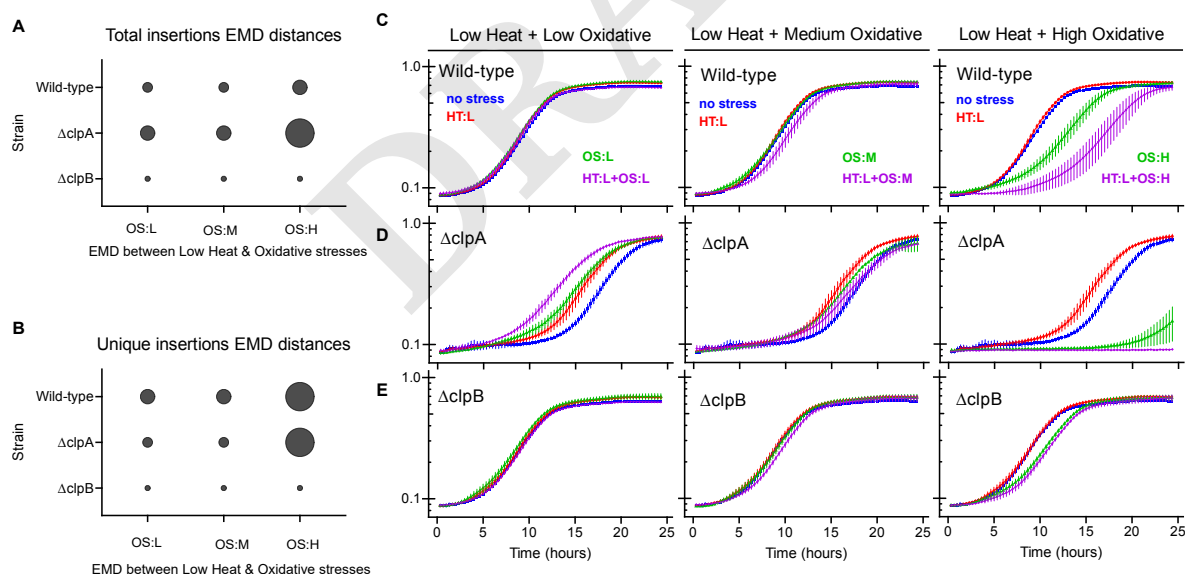 A
Total insertions EMD distances
Strain
Wild-type
ΔclpA
ΔclpB
OS:L
OS:M
OS:H
EMD between Low Heat & Oxidative stresses
B
Unique insertions EMD distances
Strain
Wild-type
ΔclpA
ΔclpB
OS:L
OS:M
OS:H
EMD between Low Heat & Oxidative stresses
C
Low Heat + Low Oxidative
Low Heat + Medium Oxidative
Low Heat + High Oxidative
1.0
0.1
Wild-type
no stress
HT:L
OS:L
HT:L+OS:L
Wild-type
no stress
HT:L
OS:M
HT:L+OS:M
Wild-type
no stress
HT:L
OS:H
HT:L+OS:H
D
1.0
0.1
ΔclpA
ΔclpA
ΔclpA
E
1.0
0.1
ΔclpB
ΔclpB
ΔclpB
0 5 10 15 20 25
0 5 10 15 20 25
0 5 10 15 20 25
Time (hours)
Time (hours)
Time (hours)
DRA